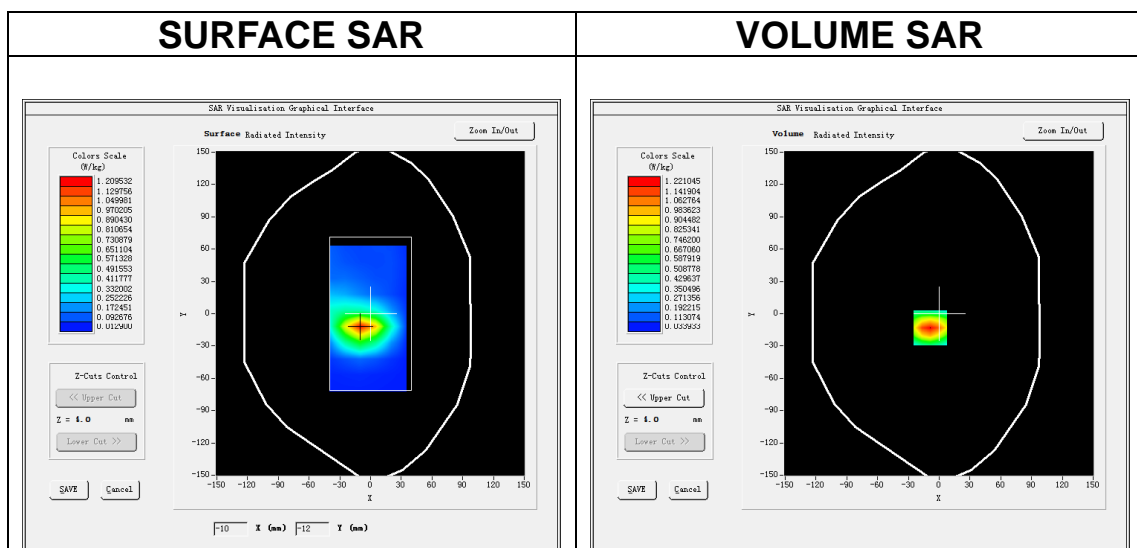 SURFACE SAR
VOLUME SAR
SAR Visualisation Graphical Interface
Surface Radiated Intensity
Zoom In/Out
Colors Scale
(W/kg)
1.209532
1.129756
1.049981
0.970205
0.890430
0.810654
0.730879
0.651104
0.571328
0.491553
0.411777
0.332002
0.252226
0.172451
0.092676
0.012900
Z-Cuts Control
<< Upper Cut
Z = 4.0 mm
Lower Cut >>
SAVE
Cancel
150
120
90
60
30
0
-30
-60
-90
-120
-150
Y
-150 -120 -90 -60 -30 0 30 60 90 120 150
X
-10 X (mm) -12 Y (mm)
SAR Visualisation Graphical Interface
Volume Radiated Intensity
Zoom In/Out
Colors Scale
(W/kg)
1.221045
1.141904
1.062764
0.983623
0.904482
0.825341
0.746200
0.667060
0.587919
0.508778
0.429637
0.350496
0.271356
0.192215
0.113074
0.033933
Z-Cuts Control
<< Upper Cut
Z = 4.0 mm
Lower Cut >>
SAVE
Cancel
150
120
90
60
30
0
-30
-60
-90
-120
-150
Y
-150 -120 -90 -60 -30 0 30 60 90 120 150
X